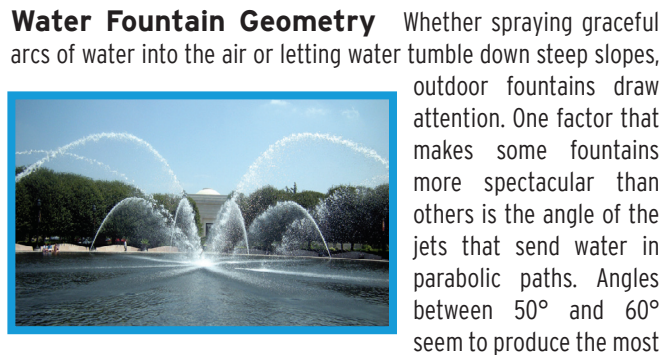 Water Fountain Geometry Whether spraying graceful
arcs of water into the air or letting water tumble down steep slopes,
outdoor fountains draw
attention. One factor that
makes some fountains
more spectacular than
others is the angle of the
jets that send water in
parabolic paths. Angles
between 50° and 60°
seem to produce the most